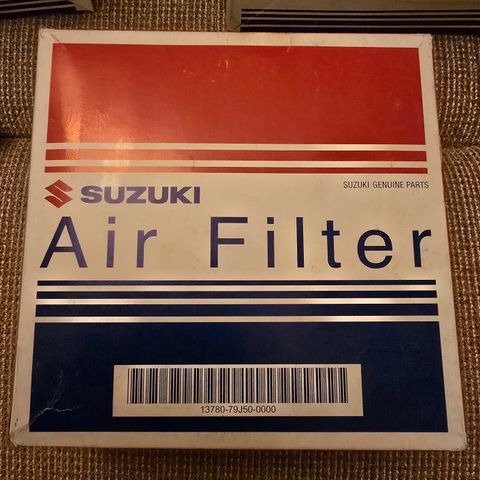 SUZUKI GENUINE PARTS
SUZUKI
Air Filter
13780-79J50-0000